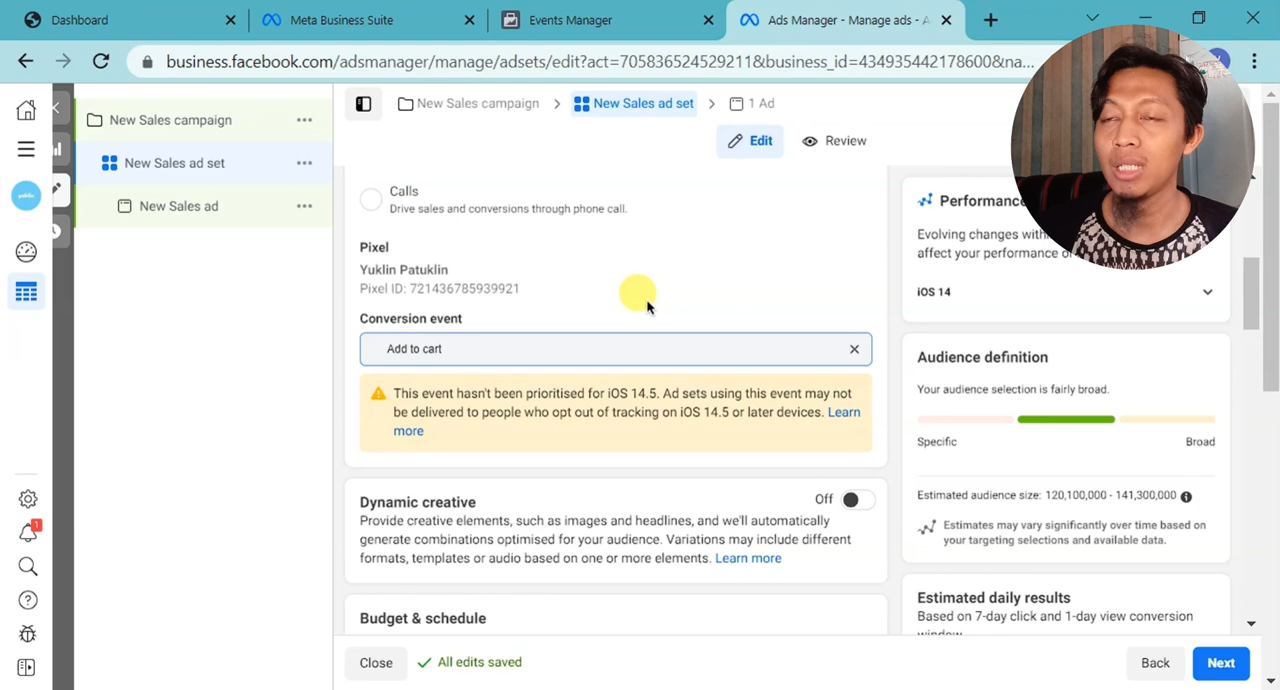 Dashboard
Meta Business Suite
Events Manager
Ads Manager - Manage ads - A
business.facebook.com/adsmanager/manage/adsets/edit?act=705836524529211&business_id=434935442178600&na...
New Sales campaign
New Sales ad set
New Sales ad
New Sales campaign
New Sales ad set
1 Ad
Edit
Review
Calls
Drive sales and conversions through phone call.
Pixel
Yuklin Patuklin
Pixel ID: 721436785939921
Conversion event
Add to cart
This event hasn't been prioritised for iOS 14.5. Ad sets using this event may not
be delivered to people who opt out of tracking on iOS 14.5 or later devices. Learn
more
Dynamic creative
Off
Provide creative elements, such as images and headlines, and we'll automatically
generate combinations optimised for your audience. Variations may include different
formats, templates or audio based on one or more elements. Learn more
Budget & schedule
Performance
Evolving changes with
affect your performance
iOS 14
Audience definition
Your audience selection is fairly broad.
Specific
Broad
Estimated audience size: 120,100,000 - 141,300,000
Estimates may vary significantly over time based on
your targeting selections and available data.
Estimated daily results
Based on 7-day click and 1-day view conversion
window
1
Close
All edits saved
Back
Next